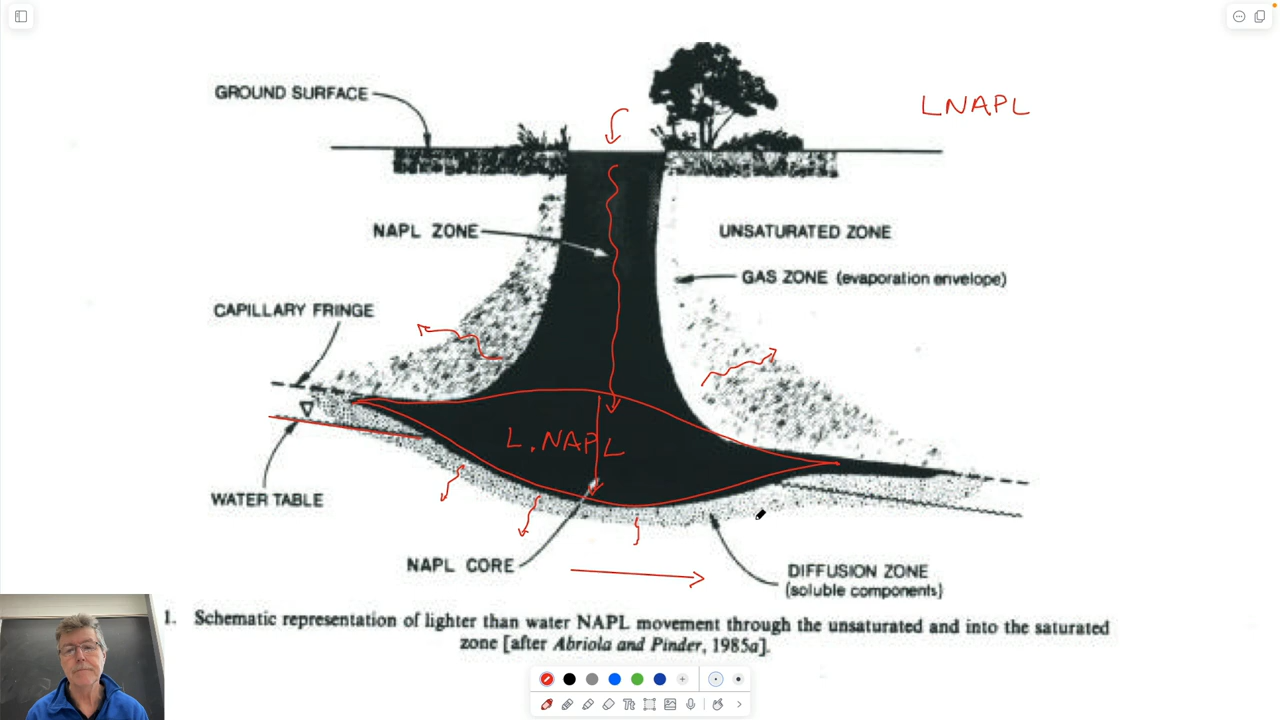 LNAPL
GROUND SURFACE
NAPL ZONE
UNSATURATED ZONE
GAS ZONE (evaporation envelope)
CAPILLARY FRINGE
L.NAPL
WATER TABLE
NAPL CORE
DIFFUSION ZONE
(soluble components)
1. Schematic representation of lighter than water NAPL movement through the unsaturated and into the saturated
zone [after Abriola and Pinder, 1985a].
Tt